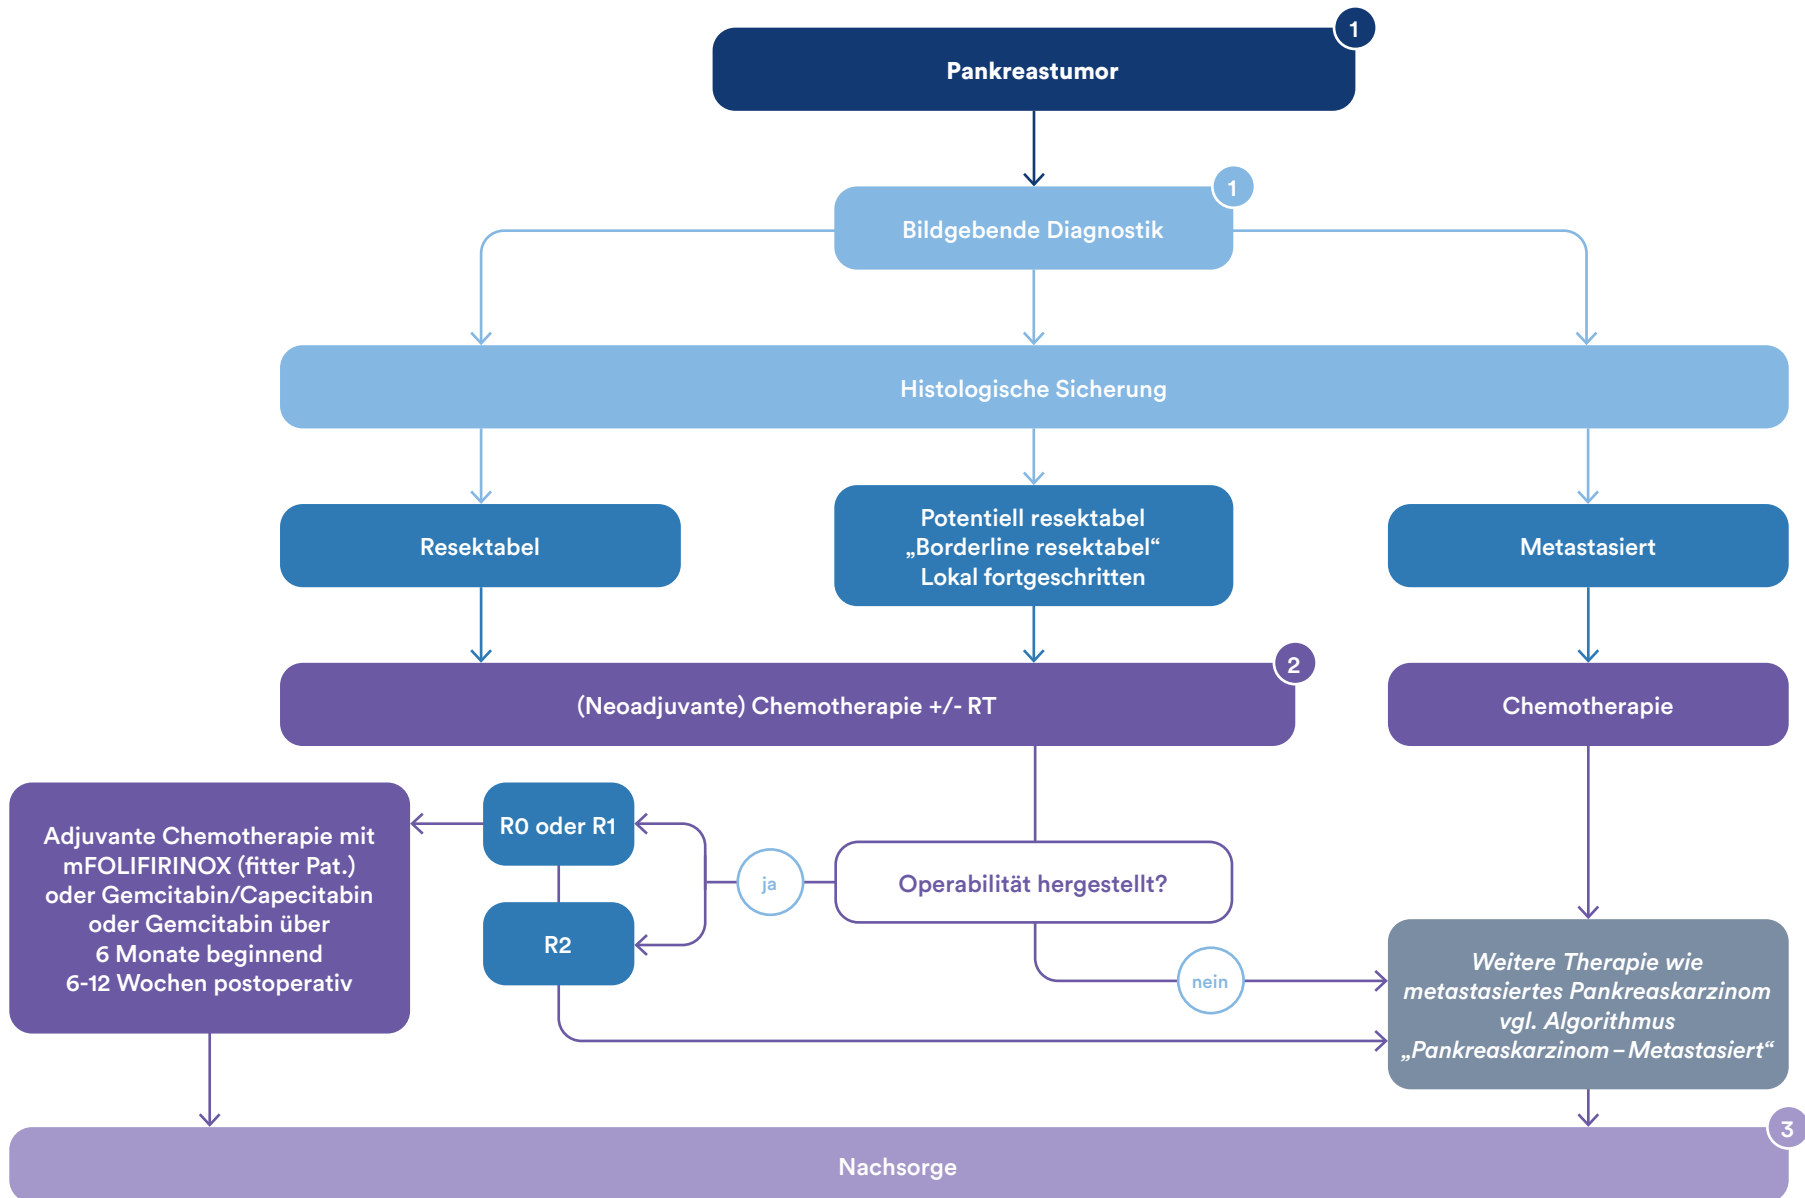 1
Pankreastumor
1
Bildgebende Diagnostik
Histologische Sicherung
Resektabel
Potentiell resektabel
„Borderline resektabel“
Lokal fortgeschritten
Metastasiert
2
(Neoadjuvante) Chemotherapie +/- RT
Chemotherapie
Adjuvante Chemotherapie mit
mFOLIFIRINOX (fitter Pat.)
oder Gemcitabin/Capecitabin
oder Gemcitabin über
6 Monate beginnend
6-12 Wochen postoperativ
R0 oder R1
R2
ja
Operabilität hergestellt?
nein
Weitere Therapie wie
metastasiertes Pankreaskarzinom
vgl. Algorithmus
„Pankreaskarzinom – Metastasiert“
3
Nachsorge